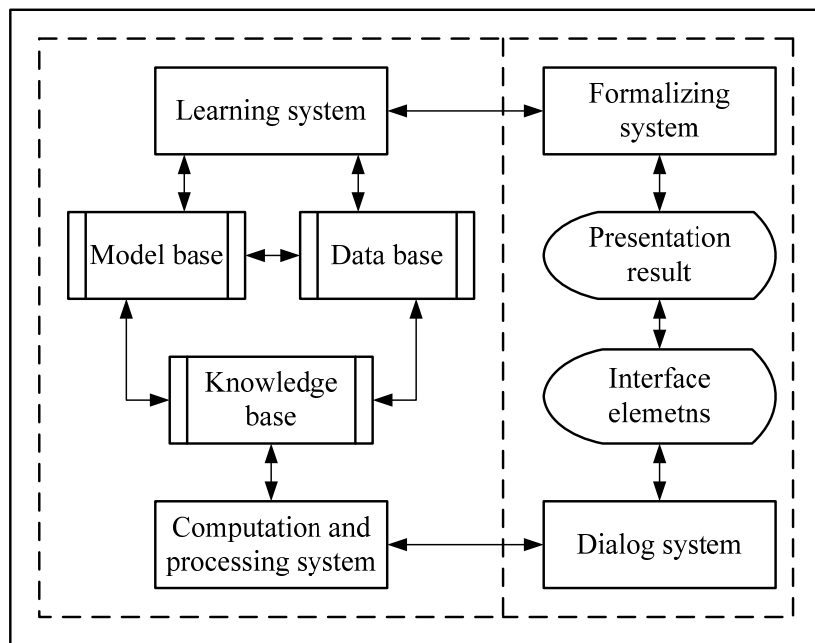 Learning system
Formalizing
system
Model base
Data base
Presentation
result
Knowledge
base
Interface
elemetns
Computation and
processing system
Dialog system